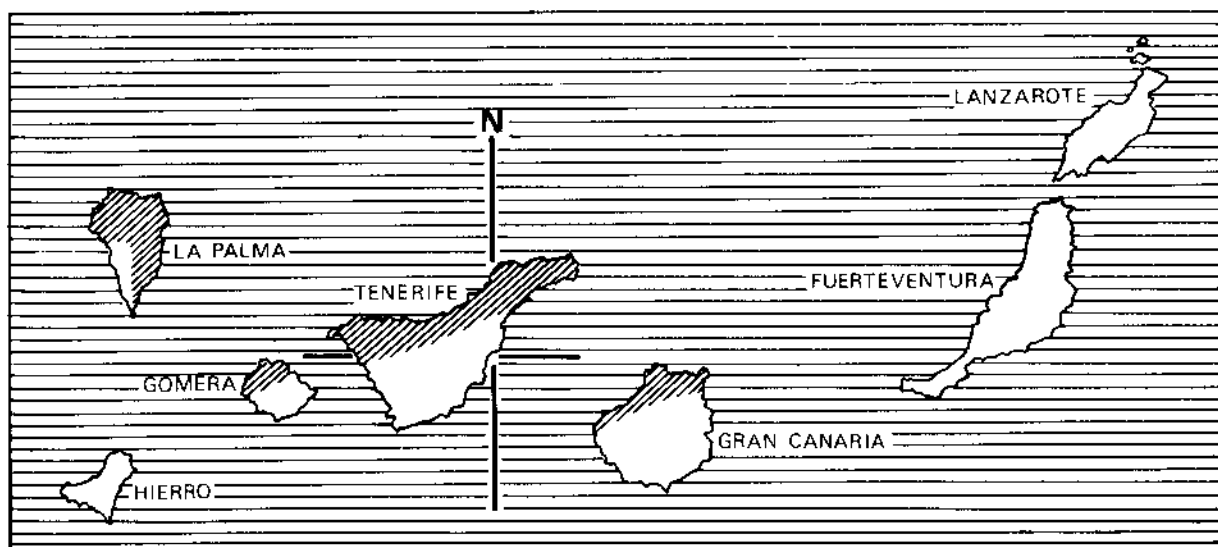 LANZAROTE
N
LA PALMA
FUERTEVENTURA
TENERIFE
GOMERA
GRAN CANARIA
HIERRO